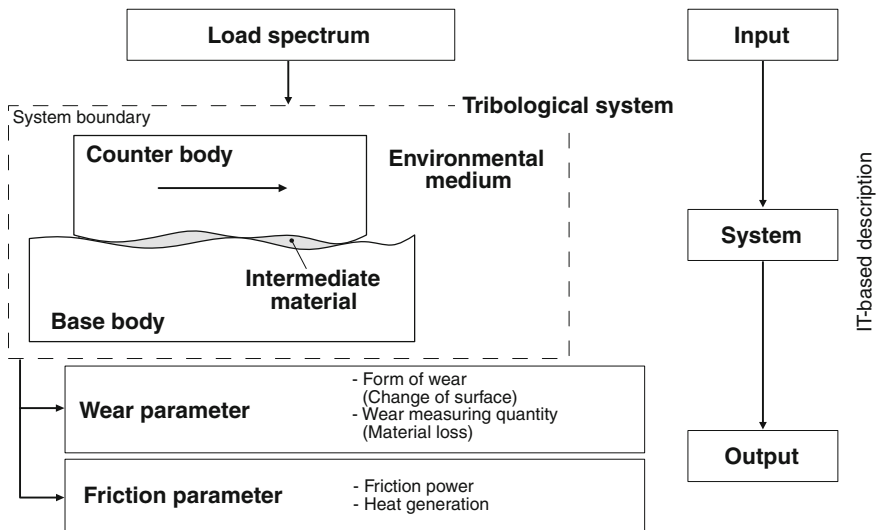 Load spectrum
Input
Tribological system
System boundary
Counter body
Environmental
medium
System
Intermediate
material
Base body
IT-based description
Wear parameter
- Form of wear
(Change of surface)
- Wear measuring quantity
(Material loss)
Output
Friction parameter
- Friction power
- Heat generation